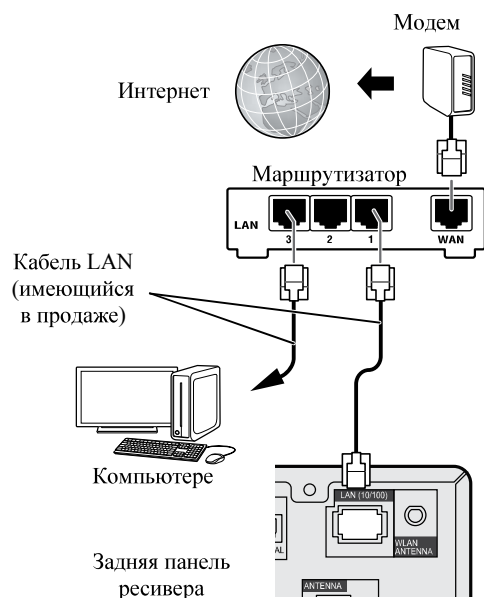 Модем
Интернет
Маршрутизатор
LAN
3
2
1
WAN
Кабель LAN
(имеющийся
в продаже)
Компьютере
LAN (10/100)
WLAN
ANTENNA
Задняя панель
ресивера
ANTENNA